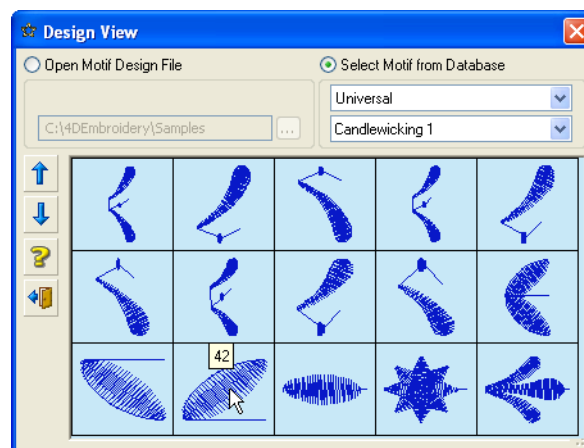 Design View
Open Motif Design File
Select Motif from Database
Universal
C:\4DEmbroidery\Samples
...
Candlewicking 1
42